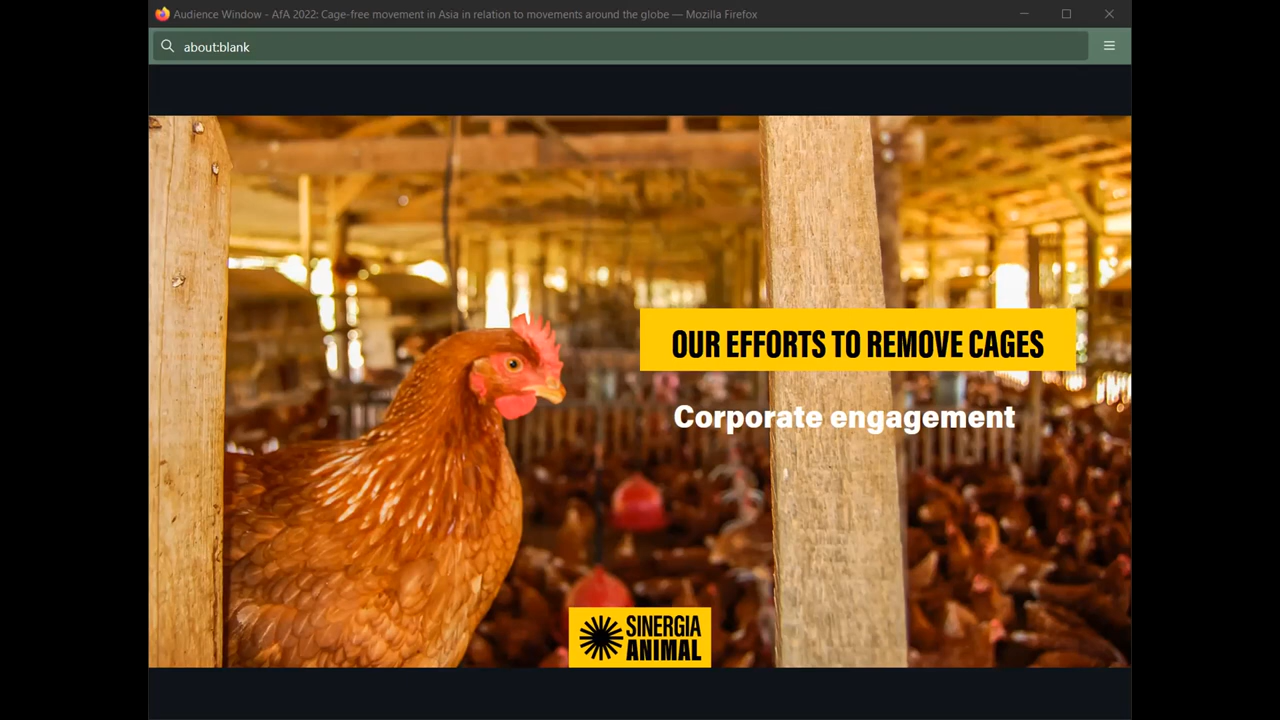 Audience Window - AfA 2022: Cage-free movement in Asia in relation to movements around the globe — Mozilla Firefox
about:blank
OUR EFFORTS TO REMOVE CAGES
Corporate engagement
SINERGIA
ANIMAL